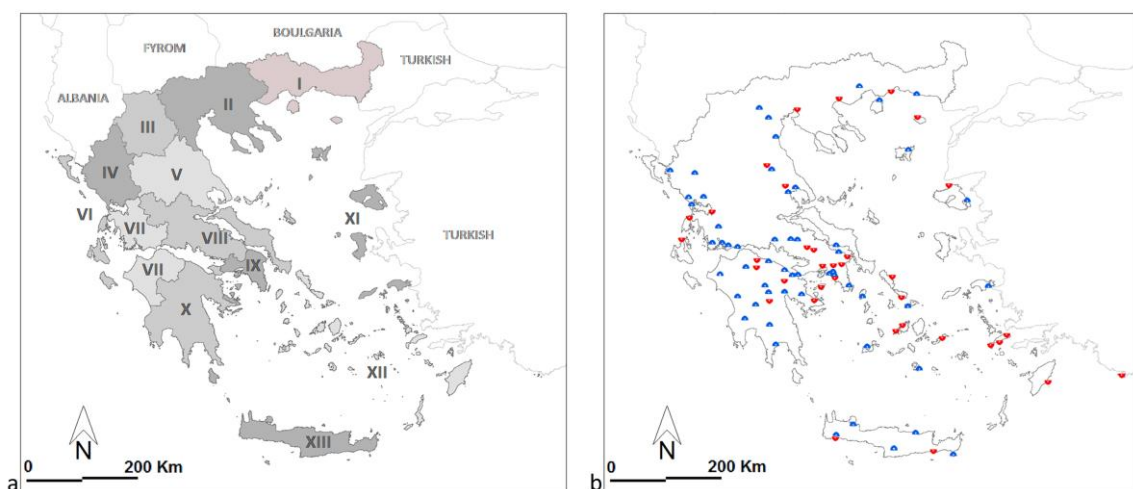 BOULGARIA
FYROM
TURKISH
ALBANIA
I
II
III
IV
V
VI
VII
VIII
XI
TURKISH
VII
IX
X
XII
XIII
N
0 200 Km
a
N
0 200 Km
b